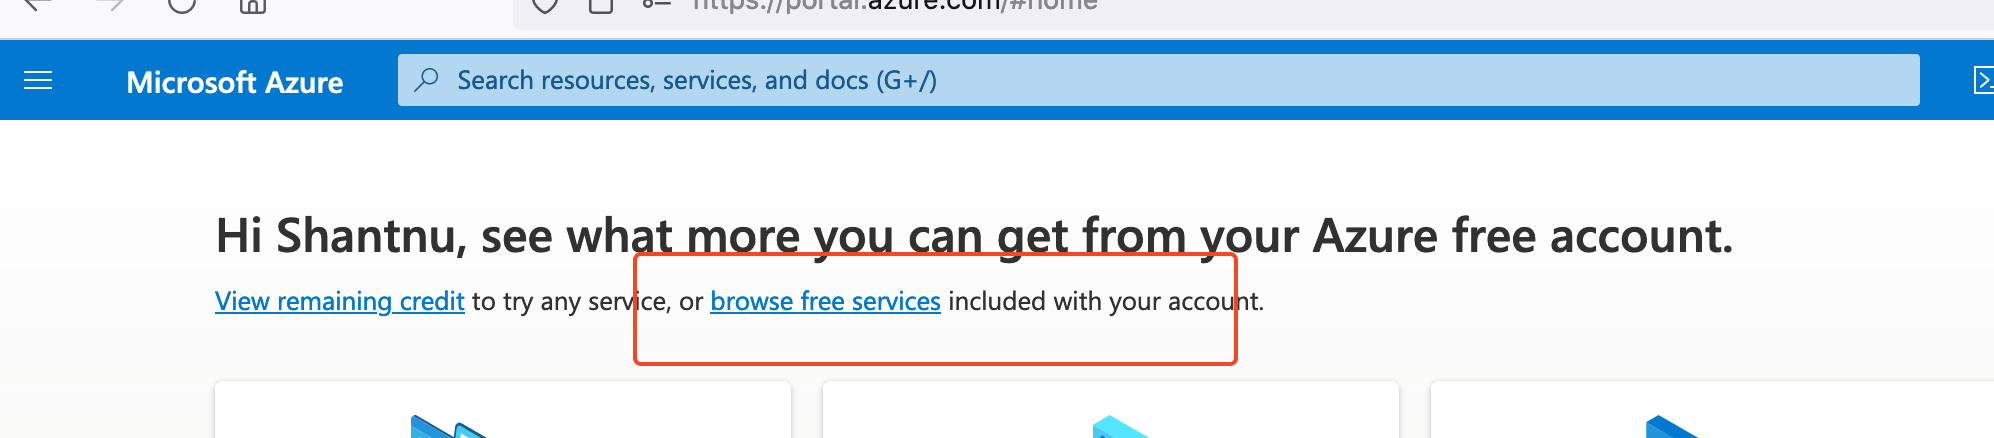 https://portal.azure.com/#home
Microsoft Azure
Search resources, services, and docs (G+/)
Hi Shantnu, see what more you can get from your Azure free account.
View remaining credit to try any service, or browse free services included with your account.